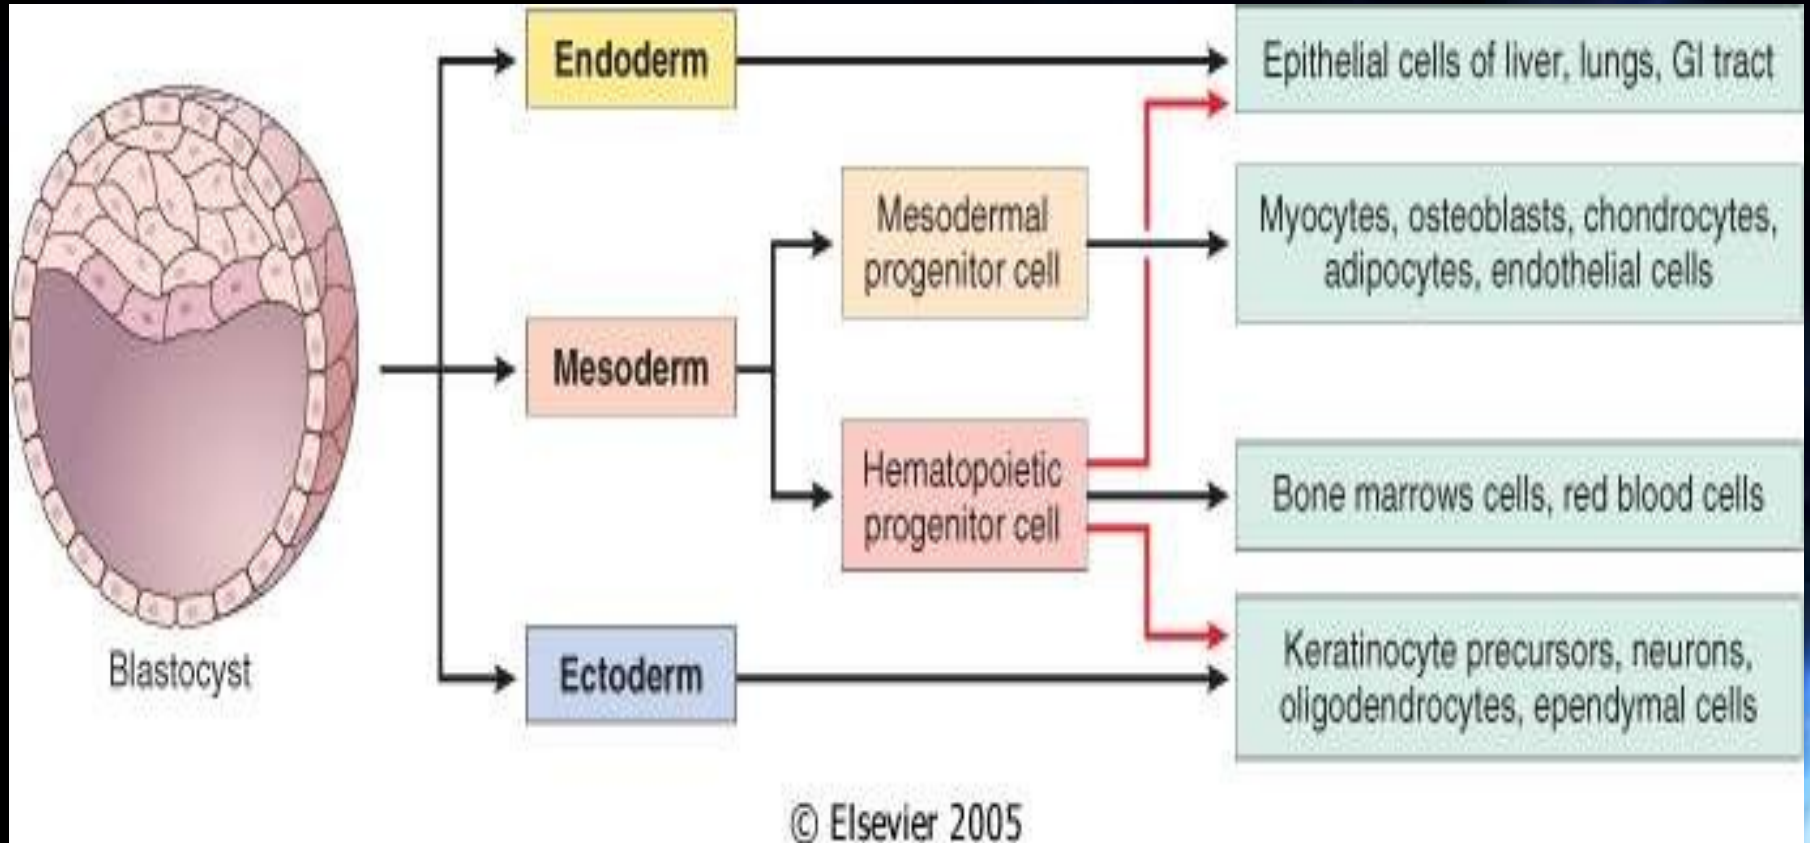 Endoderm
Epithelial cells of liver, lungs, GI tract
Mesodermal
progenitor cell
Myocytes, osteoblasts, chondrocytes,
adipocytes, endothelial cells
Mesoderm
Hematopoietic
progenitor cell
Bone marrows cells, red blood cells
Blastocyst
Ectoderm
Keratinocyte precursors, neurons,
oligodendrocytes, ependymal cells
© Elsevier 2005